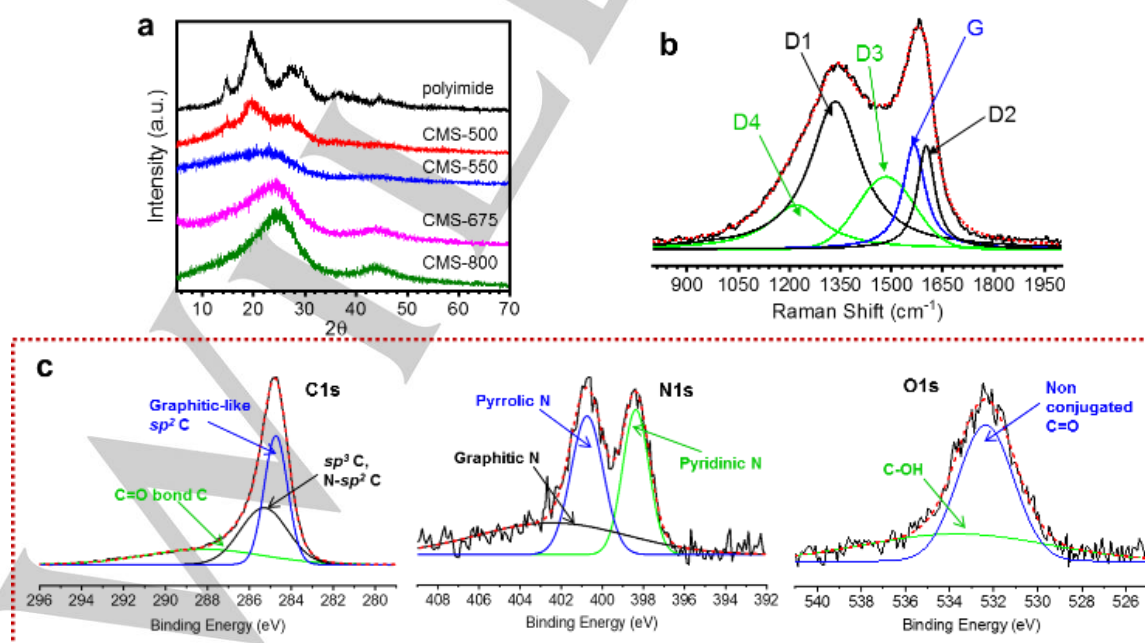 a
Intensity (a.u.)
polyimide
CMS-500
CMS-550
CMS-675
CMS-800
10 20 30 40 50 60 70
2θ
b
D1
D3
G
D4
D2
900 1050 1200 1350 1500 1650 1800 1950
Raman Shift (cm⁻¹)
c
C1s
Graphitic-like
sp² C
sp³ C,
N-sp² C
C=O bond C
296 294 292 290 288 286 284 282 280
Binding Energy (eV)
N1s
Pyrrolic N
Graphitic N
Pyridinic N
408 406 404 402 400 398 396 394 392
Binding Energy (eV)
O1s
Non
conjugated
C=O
C-OH
540 538 536 534 532 530 528 526
Binding Energy (eV)